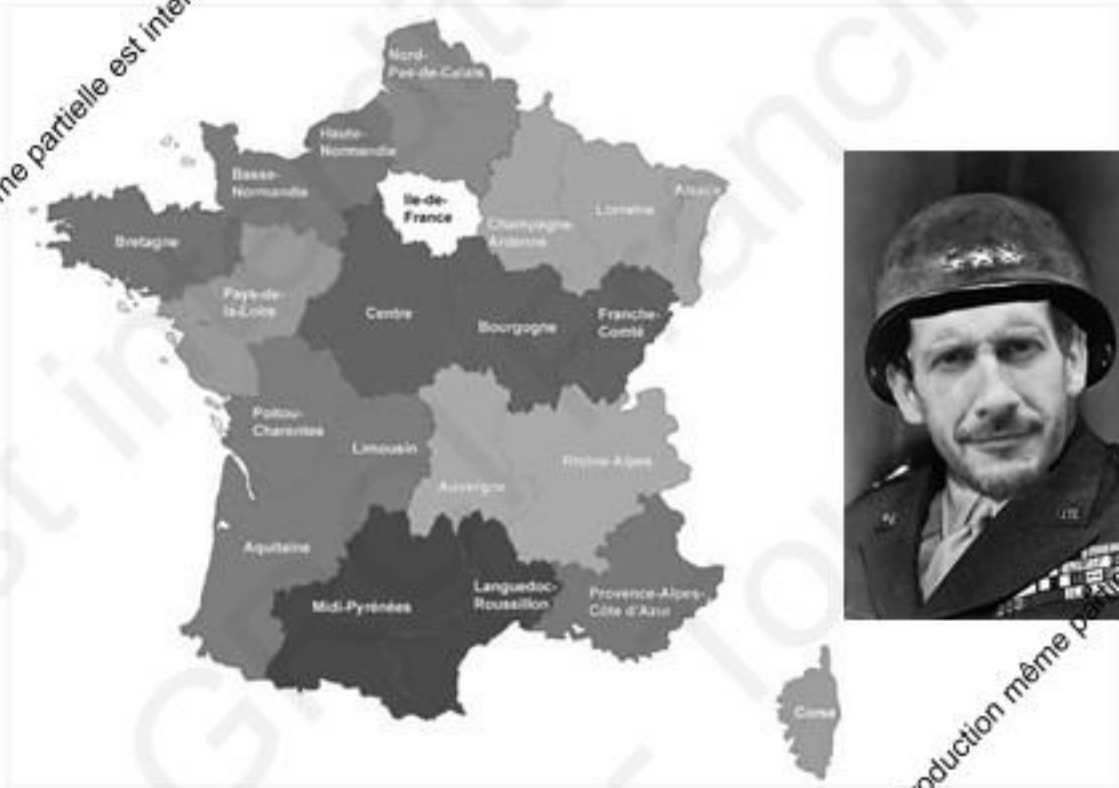 me partielle est inter
Nord-
Pas-de-Calais
Haute-
Normandie
Basse-
Normandie
Ile-de-
France
Champagne-
Ardenne
Lorraine
Alsace
Bretagne
Pays-de-
la-Loire
Centre
Bourgogne
Franche-
Comté
Poitou-
Charentes
Limousin
Auvergne
Rhône-Alpes
Aquitaine
Midi-Pyrénées
Languedoc-
Roussillon
Provence-Alpes-
Côte d'Azur
Corse
roduction même part